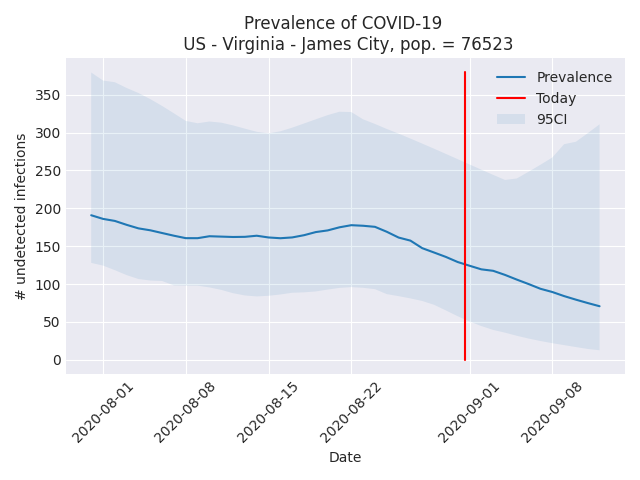 Prevalence of COVID-19
US - Virginia - James City, pop. = 76523
Prevalence
Today
95CI
# undetected infections
350
300
250
200
150
100
50
0
2020-08-01
2020-08-08
2020-08-15
2020-08-22
2020-09-01
2020-09-08
Date